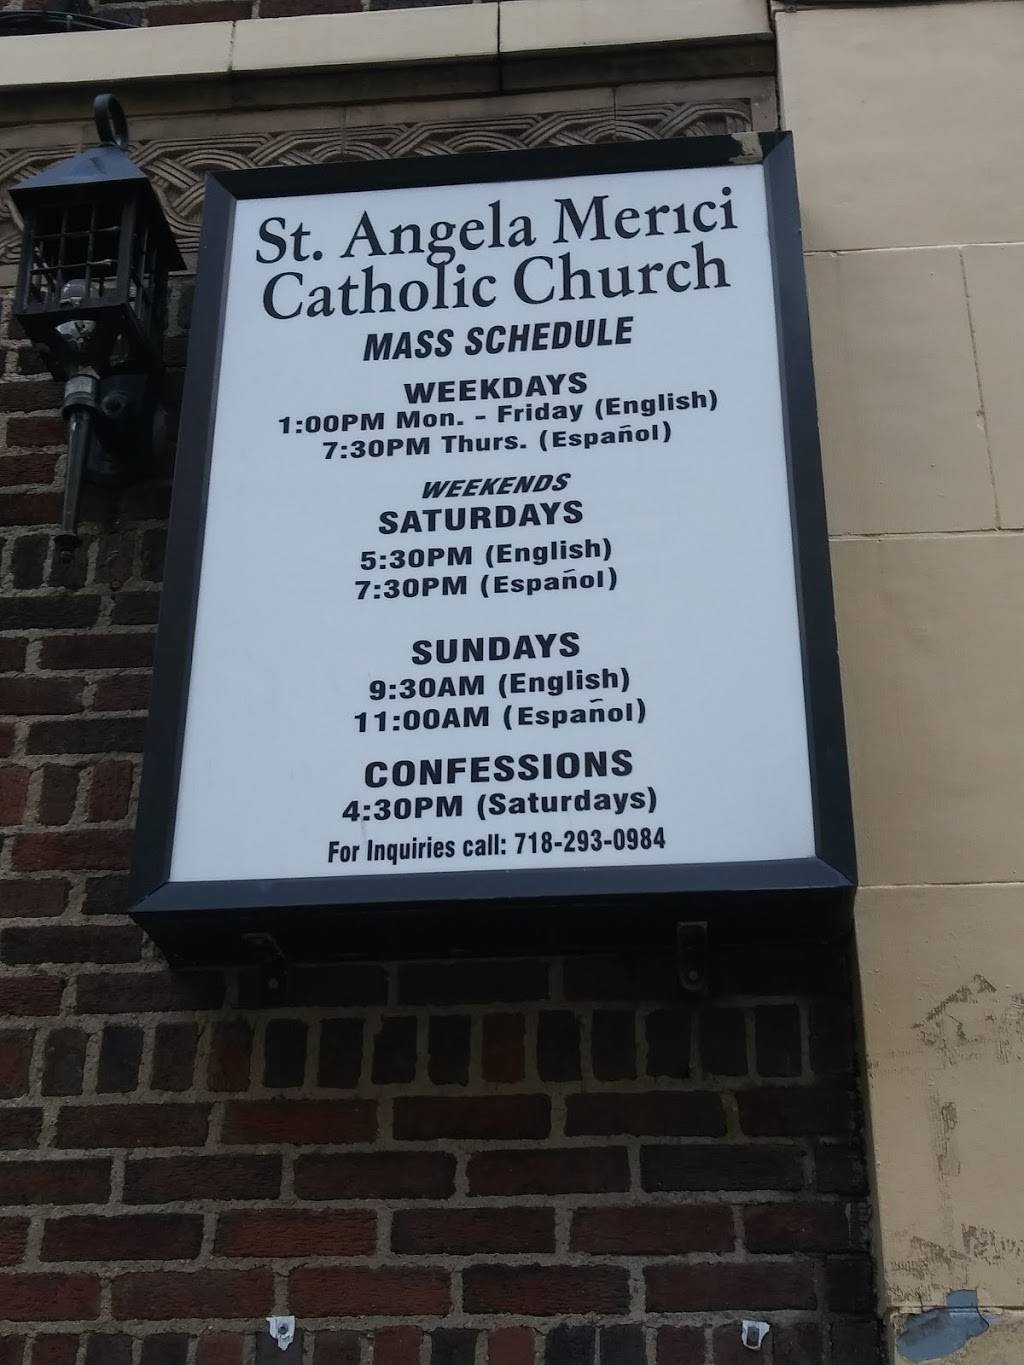 St. Angela Merici
Catholic Church
MASS SCHEDULE
WEEKDAYS
1:00PM Mon. - Friday (English)
7:30PM Thurs. (Español)
WEEKENDS
SATURDAYS
5:30PM (English)
7:30PM (Español)
SUNDAYS
9:30AM (English)
11:00AM (Español)
CONFESSIONS
4:30PM (Saturdays)
For Inquiries call: 718-293-0984